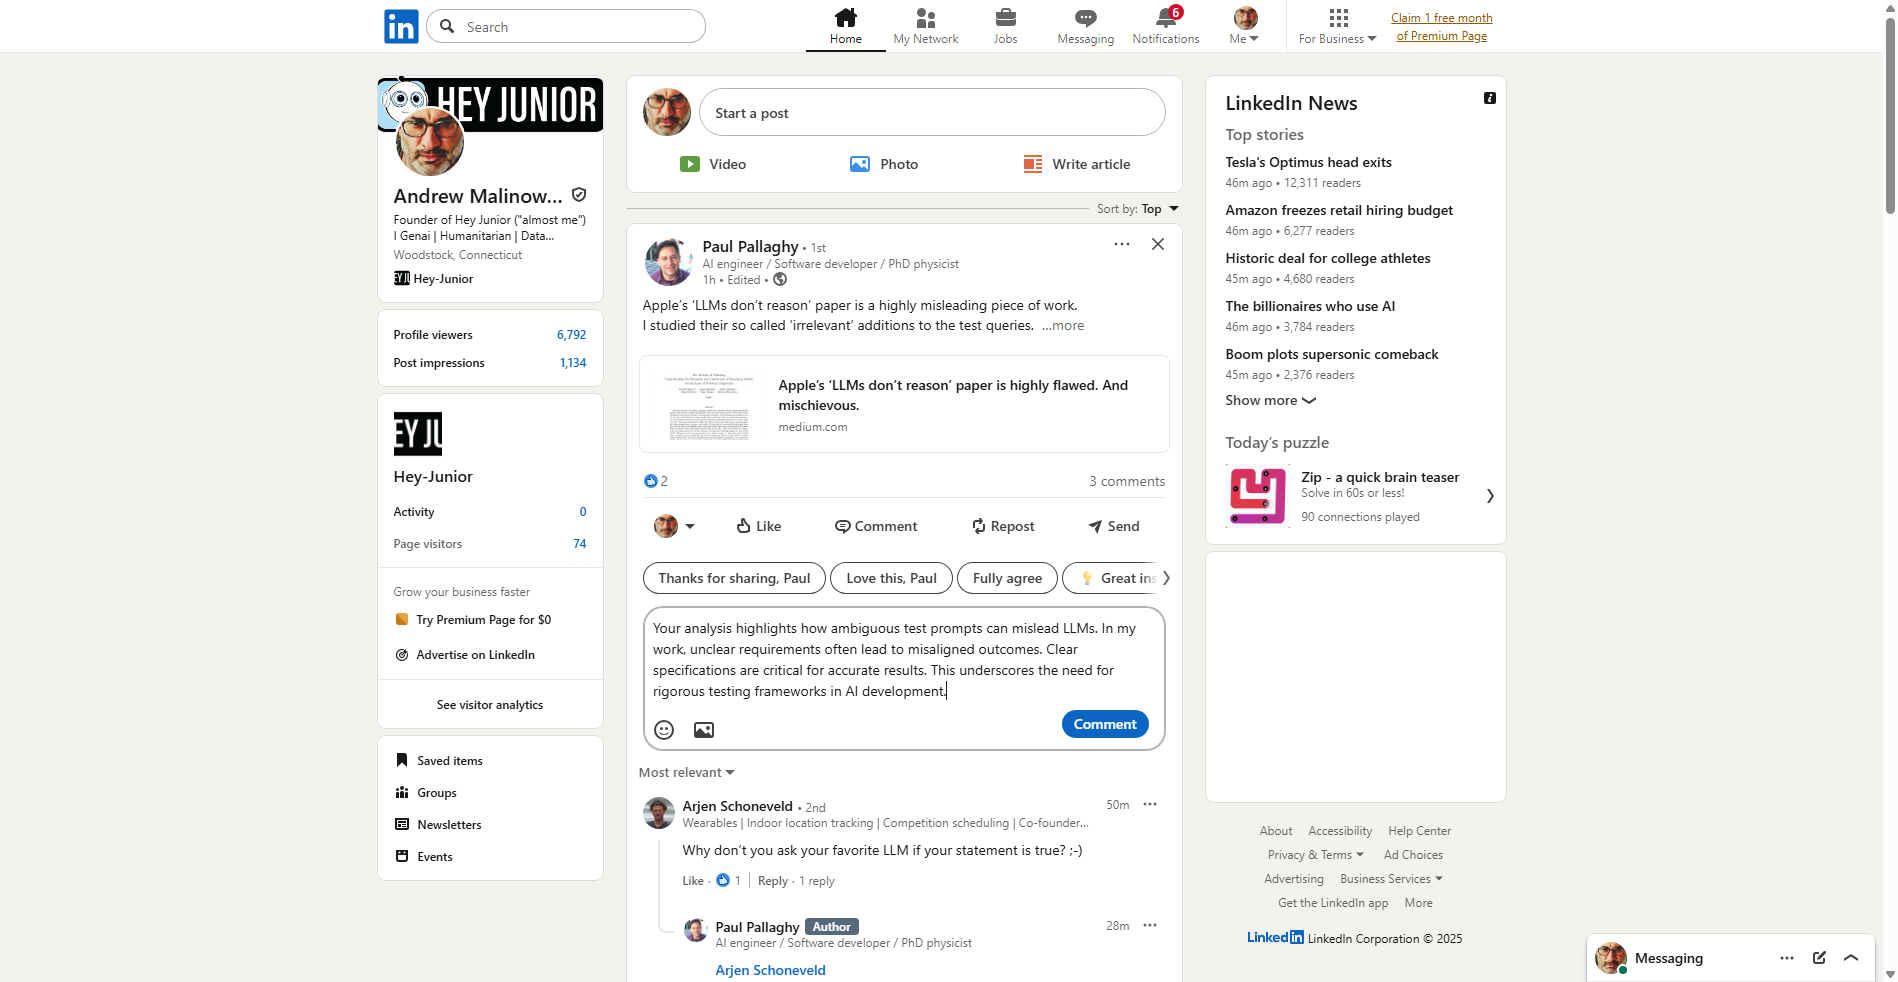 in
Search
Home
My Network
Jobs
Messaging
6
Notifications
Me
For Business
Claim 1 free month
of Premium Page
HEY JUNIOR
Andrew Malinow...
Founder of Hey Junior ("almost me")
I Genai | Humanitarian | Data...
Woodstock, Connecticut
EY JU Hey-Junior
Profile viewers 6,792
Post impressions 1,134
EY JU
Hey-Junior
Activity 0
Page visitors 74
Grow your business faster
Try Premium Page for $0
Advertise on LinkedIn
See visitor analytics
Saved items
Groups
Newsletters
Events
Start a post
Video
Photo
Write article
Sort by: Top
Paul Pallaghy • 1st
AI engineer / Software developer / PhD physicist
1h • Edited •
Apple’s ‘LLMs don’t reason’ paper is a highly misleading piece of work.
I studied their so called ‘irrelevant’ additions to the test queries. ...more
Apple’s ‘LLMs don’t reason’ paper is highly flawed. And
mischievous.
medium.com
2
3 comments
Like
Comment
Repost
Send
Thanks for sharing, Paul
Love this, Paul
Fully agree
Great ins
Your analysis highlights how ambiguous test prompts can mislead LLMs. In my
work, unclear requirements often lead to misaligned outcomes. Clear
specifications are critical for accurate results. This underscores the need for
rigorous testing frameworks in AI development.
Comment
Most relevant
Arjen Schoneveld • 2nd
50m
Wearables | Indoor location tracking | Competition scheduling | Co-founder...
Why don’t you ask your favorite LLM if your statement is true? ;-)
Like · 1 | Reply · 1 reply
Paul Pallaghy Author
28m
AI engineer / Software developer / PhD physicist
Arjen Schoneveld
LinkedIn News
Top stories
Tesla's Optimus head exits
46m ago • 12,311 readers
Amazon freezes retail hiring budget
46m ago • 6,277 readers
Historic deal for college athletes
45m ago • 4,680 readers
The billionaires who use AI
46m ago • 3,784 readers
Boom plots supersonic comeback
45m ago • 2,376 readers
Show more
Today’s puzzle
Zip - a quick brain teaser
Solve in 60s or less!
90 connections played
About Accessibility Help Center
Privacy & Terms Ad Choices
Advertising Business Services
Get the LinkedIn app More
LinkedIn LinkedIn Corporation © 2025
Messaging